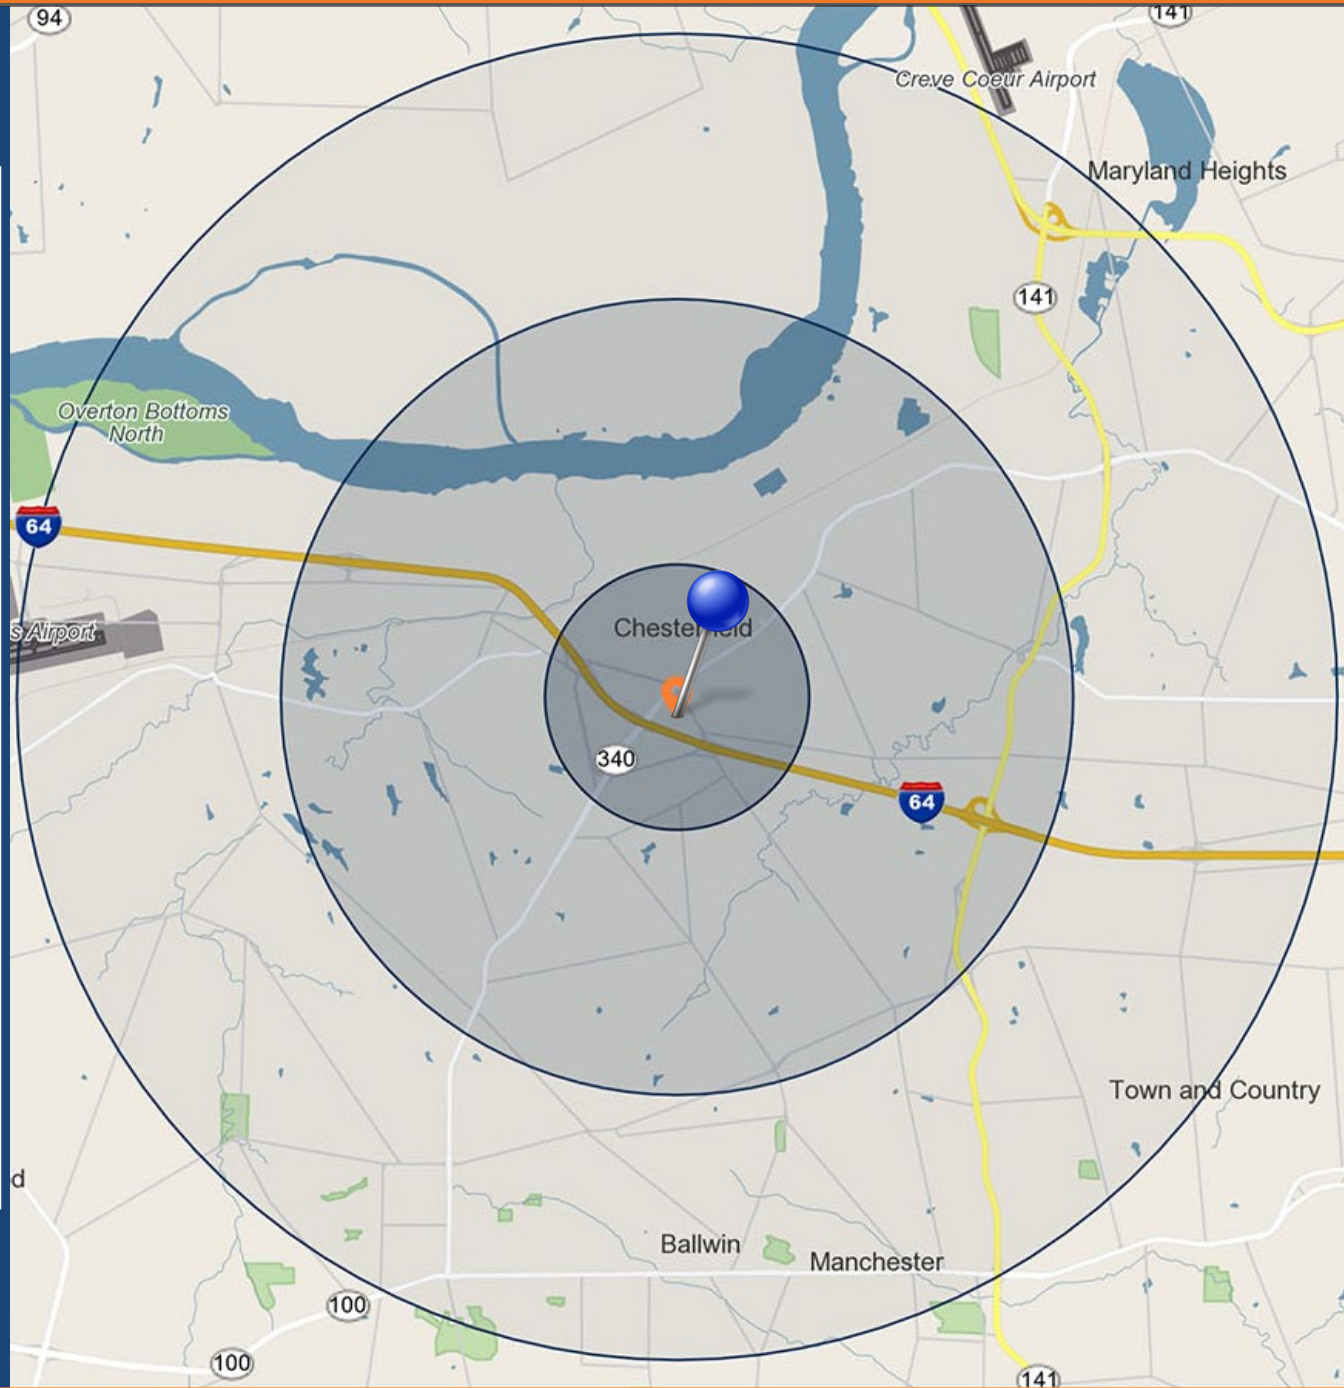 94
141
Creve Coeur Airport
Maryland Heights
141
Overton Bottoms
North
64
s Airport
Chesterfield
340
64
Town and Country
d
Ballwin
Manchester
100
100
141